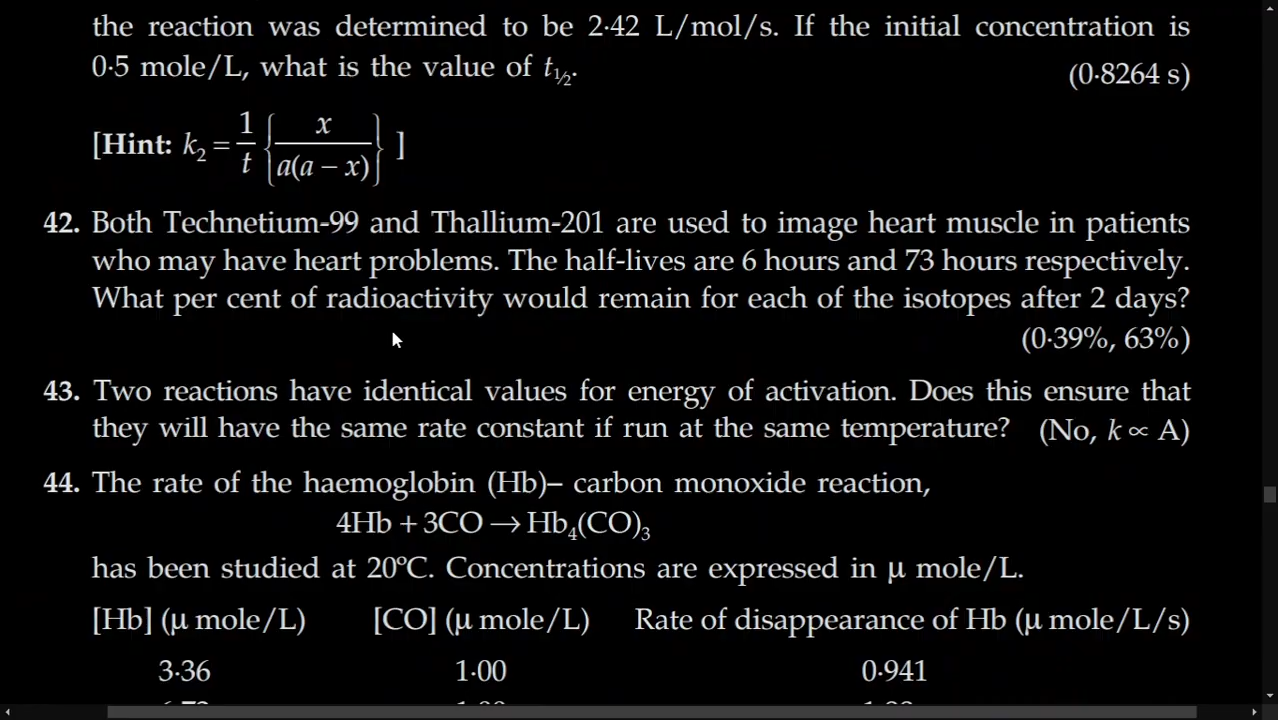 the reaction was determined to be 2·42 L/mol/s. If the initial concentration is
0·5 mole/L, what is the value of t½. (0·8264 s)
[Hint: k₂ = 1/t {x/a(a − x)} ]
42. Both Technetium-99 and Thallium-201 are used to image heart muscle in patients
who may have heart problems. The half-lives are 6 hours and 73 hours respectively.
What per cent of radioactivity would remain for each of the isotopes after 2 days?
(0·39%, 63%)
43. Two reactions have identical values for energy of activation. Does this ensure that
they will have the same rate constant if run at the same temperature? (No, k ∝ A)
44. The rate of the haemoglobin (Hb)– carbon monoxide reaction,
4Hb + 3CO → Hb₄(CO)₃
has been studied at 20ºC. Concentrations are expressed in μ mole/L.
[Hb] (μ mole/L) [CO] (μ mole/L) Rate of disappearance of Hb (μ mole/L/s)
3·36 1·00 0·941